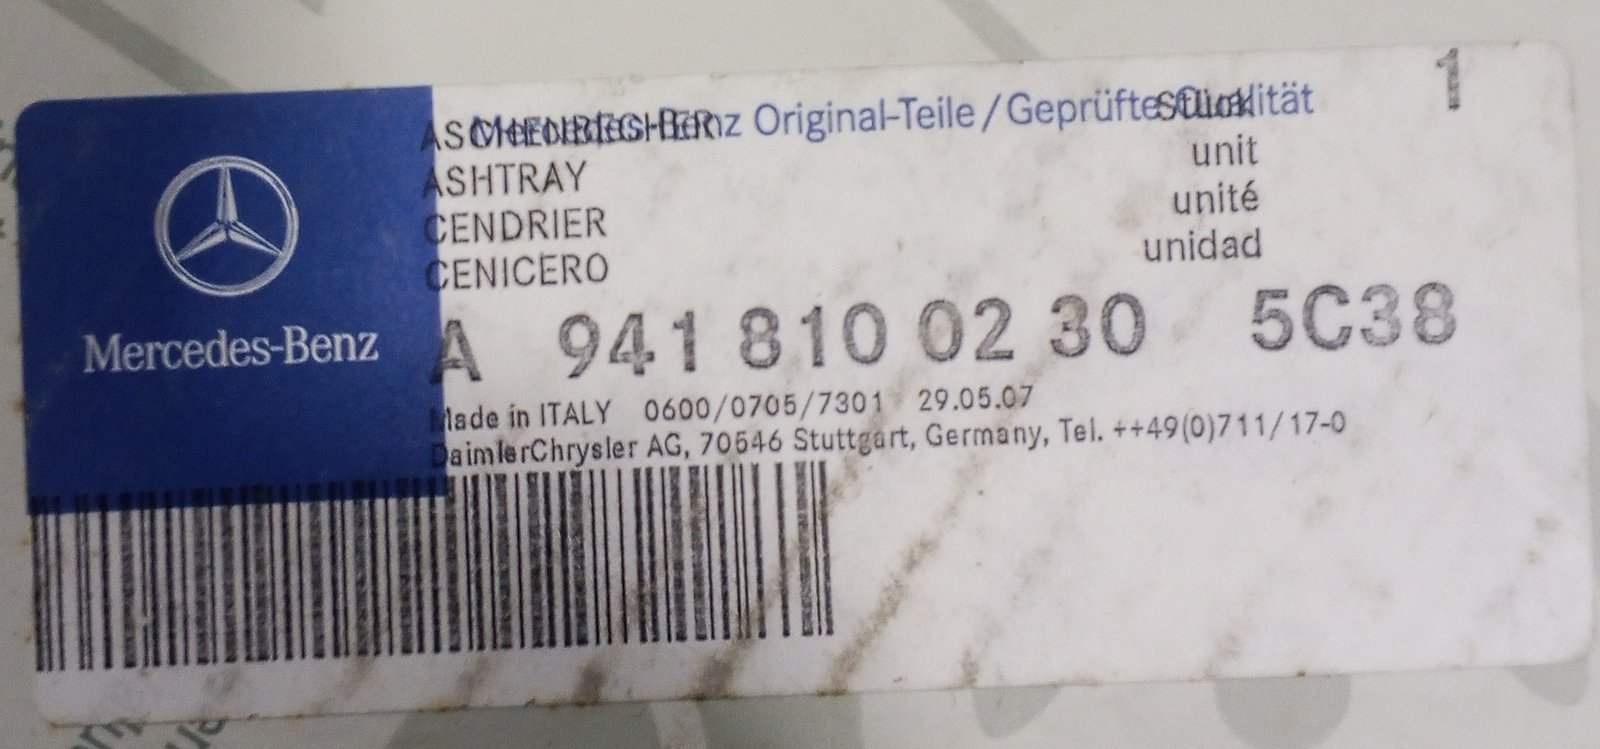 Mercedes-Benz Original-Teile / Geprüfte Qualität
ASCHENBECHER Stück 1
ASHTRAY unit
CENDRIER unité
CENICERO unidad
Mercedes-Benz
A 941 810 02 30 5C38
Made in ITALY 0600/0705/7301 29.05.07
DaimlerChrysler AG, 70546 Stuttgart, Germany, Tel. ++49(0)711/17-0